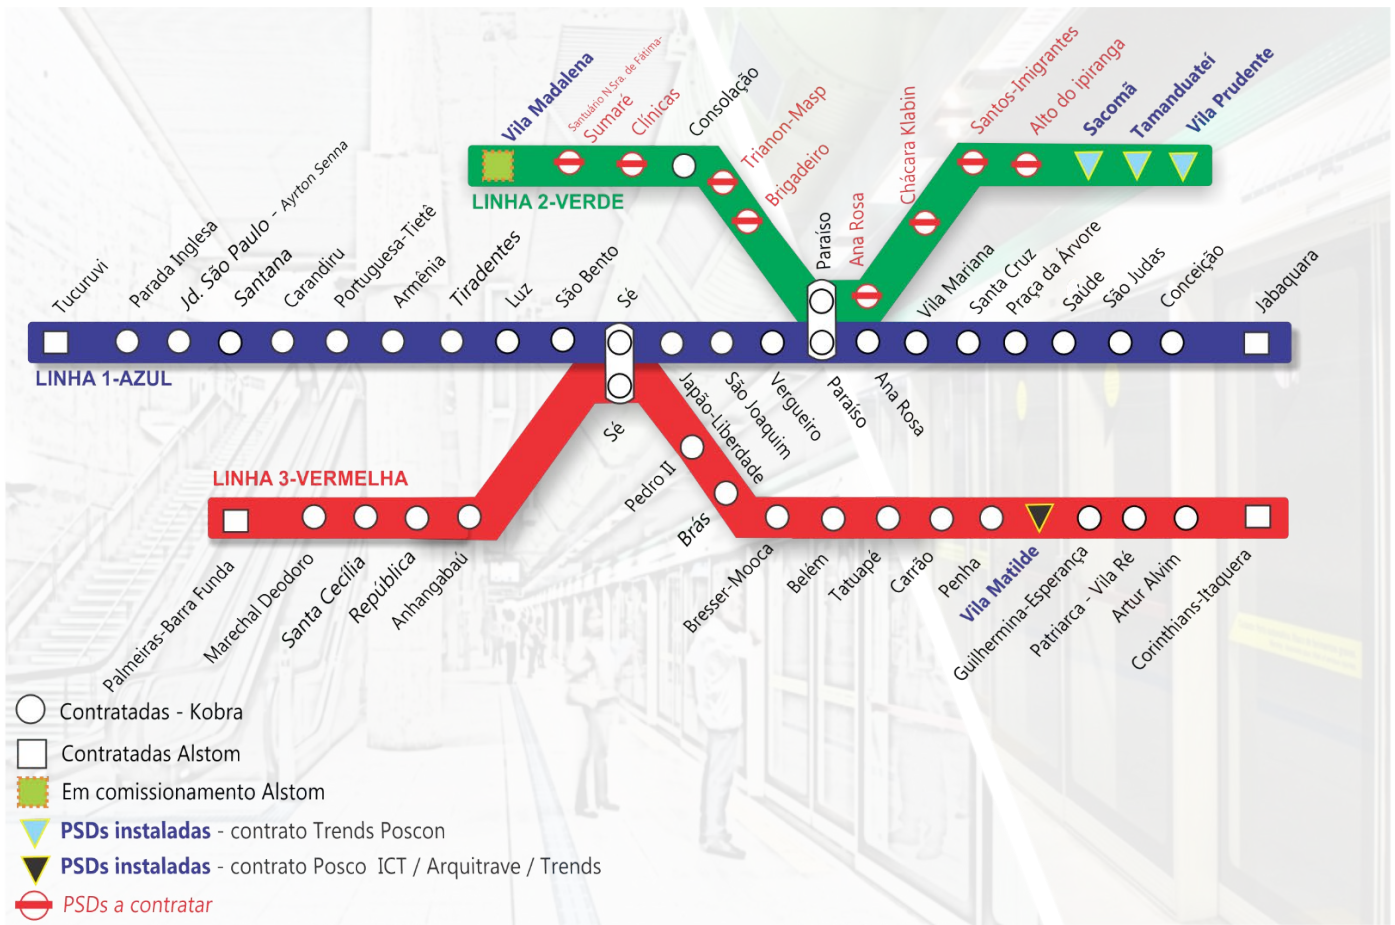 Vila Madalena
Santuário N.Sra. de Fátima-
Sumaré
Clínicas
Consolação
Trianon-Masp
Brigadeiro
Paraíso
Ana Rosa
Chácara Klabin
Santos-Imigrantes
Alto do ipiranga
Sacomã
Tamanduateí
Vila Prudente
LINHA 2-VERDE
Tucuruvi
Parada Inglesa
Jd. São Paulo - Ayrton Senna
Santana
Carandiru
Portuguesa-Tietê
Armênia
Tiradentes
Luz
São Bento
Sé
Vila Mariana
Santa Cruz
Praça da Árvore
Saúde
São Judas
Conceição
Jabaquara
LINHA 1-AZUL
Sé
Japão-Liberdade
São Joaquim
Vergueiro
Paraíso
Ana Rosa
LINHA 3-VERMELHA
Pedro II
Brás
Palmeiras-Barra Funda
Marechal Deodoro
Santa Cecília
República
Anhangabaú
Bresser-Mooca
Belém
Tatuapé
Carrão
Penha
Vila Matilde
Guilhermina-Esperança
Patriarca - Vila Ré
Artur Alvim
Corinthians-Itaquera
Contratadas - Kobra
Contratadas Alstom
Em comissionamento Alstom
PSDs instaladas - contrato Trends Poscon
PSDs instaladas - contrato Posco ICT / Arquitrave / Trends
PSDs a contratar